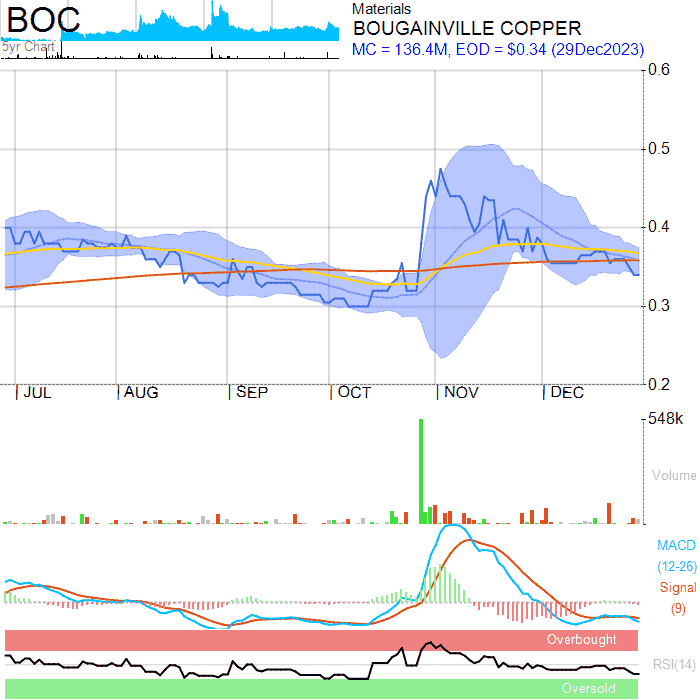 BOC
5yr Chart
Materials
BOUGAINVILLE COPPER
MC = 136.4M, EOD = $0.34 (29Dec2023)
0.6
0.5
0.4
0.3
0.2
JUL
AUG
SEP
OCT
NOV
DEC
548k
Volume
MACD
(12-26)
Signal
(9)
Overbought
RSI(14)
Oversold